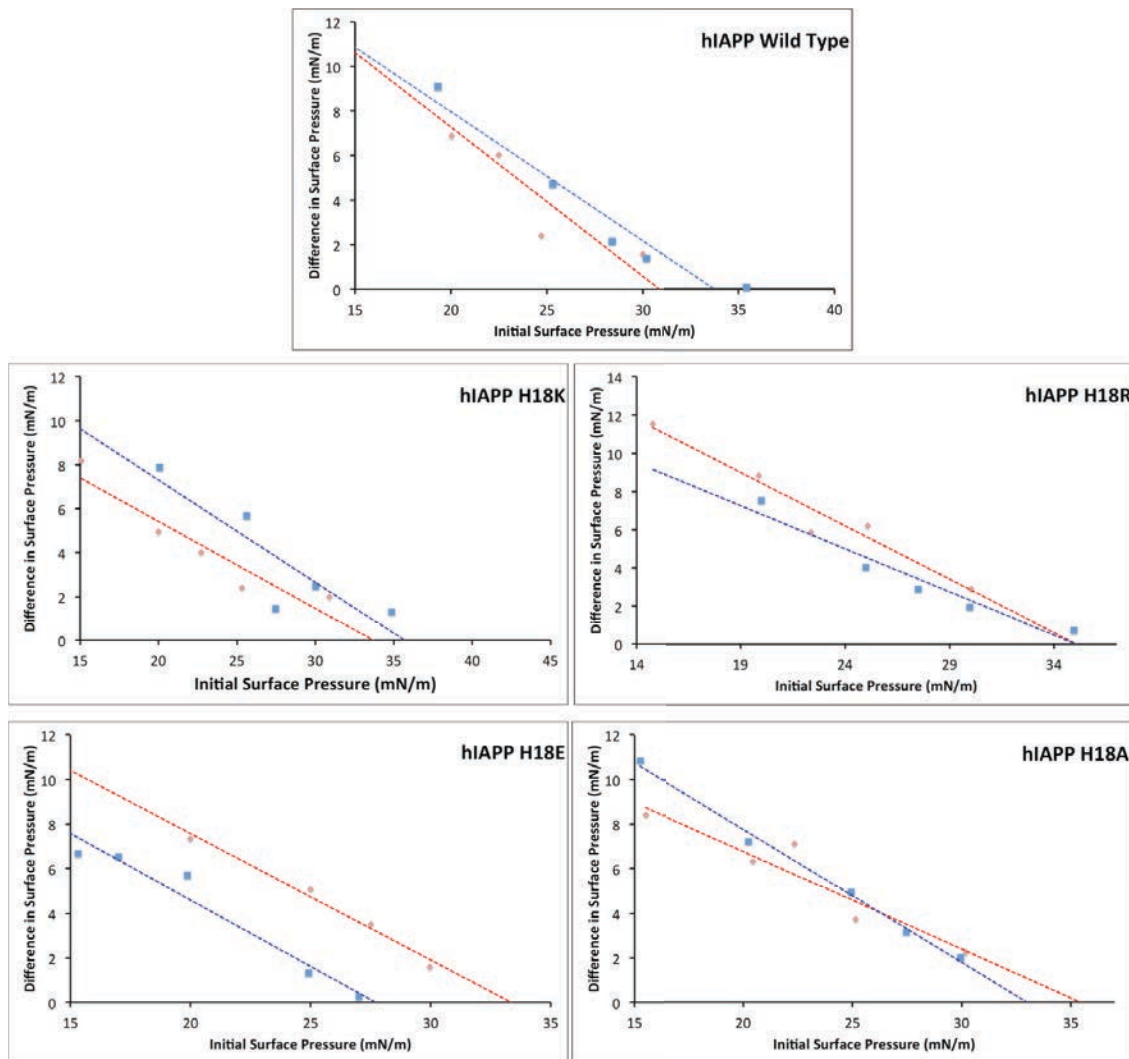 hIAPP Wild Type
Difference in Surface Pressure (mN/m)
12
10
8
6
4
2
0
15 20 25 30 35 40
Initial Surface Pressure (mN/m)
hIAPP H18K
Difference in Surface Pressure (mN/m)
12
10
8
6
4
2
0
15 20 25 30 35 40 45
Initial Surface Pressure (mN/m)
hIAPP H18R
Difference in Surface Pressure (mN/m)
14
12
10
8
6
4
2
0
14 19 24 29 34
Initial Surface Pressure (mN/m)
hIAPP H18E
Difference in Surface Pressure (mN/m)
12
10
8
6
4
2
0
15 20 25 30 35
Initial Surface Pressure (mN/m)
hIAPP H18A
Difference in Surface Pressure (mN/m)
12
10
8
6
4
2
0
15 20 25 30 35
Initial Surface Pressure (mN/m)